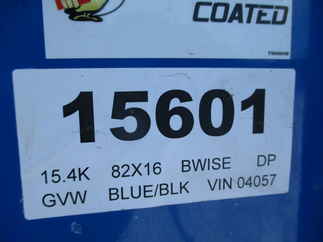 COATED
15601
15.4K 82X16 BWISE DP
GVW BLUE/BLK VIN 04057